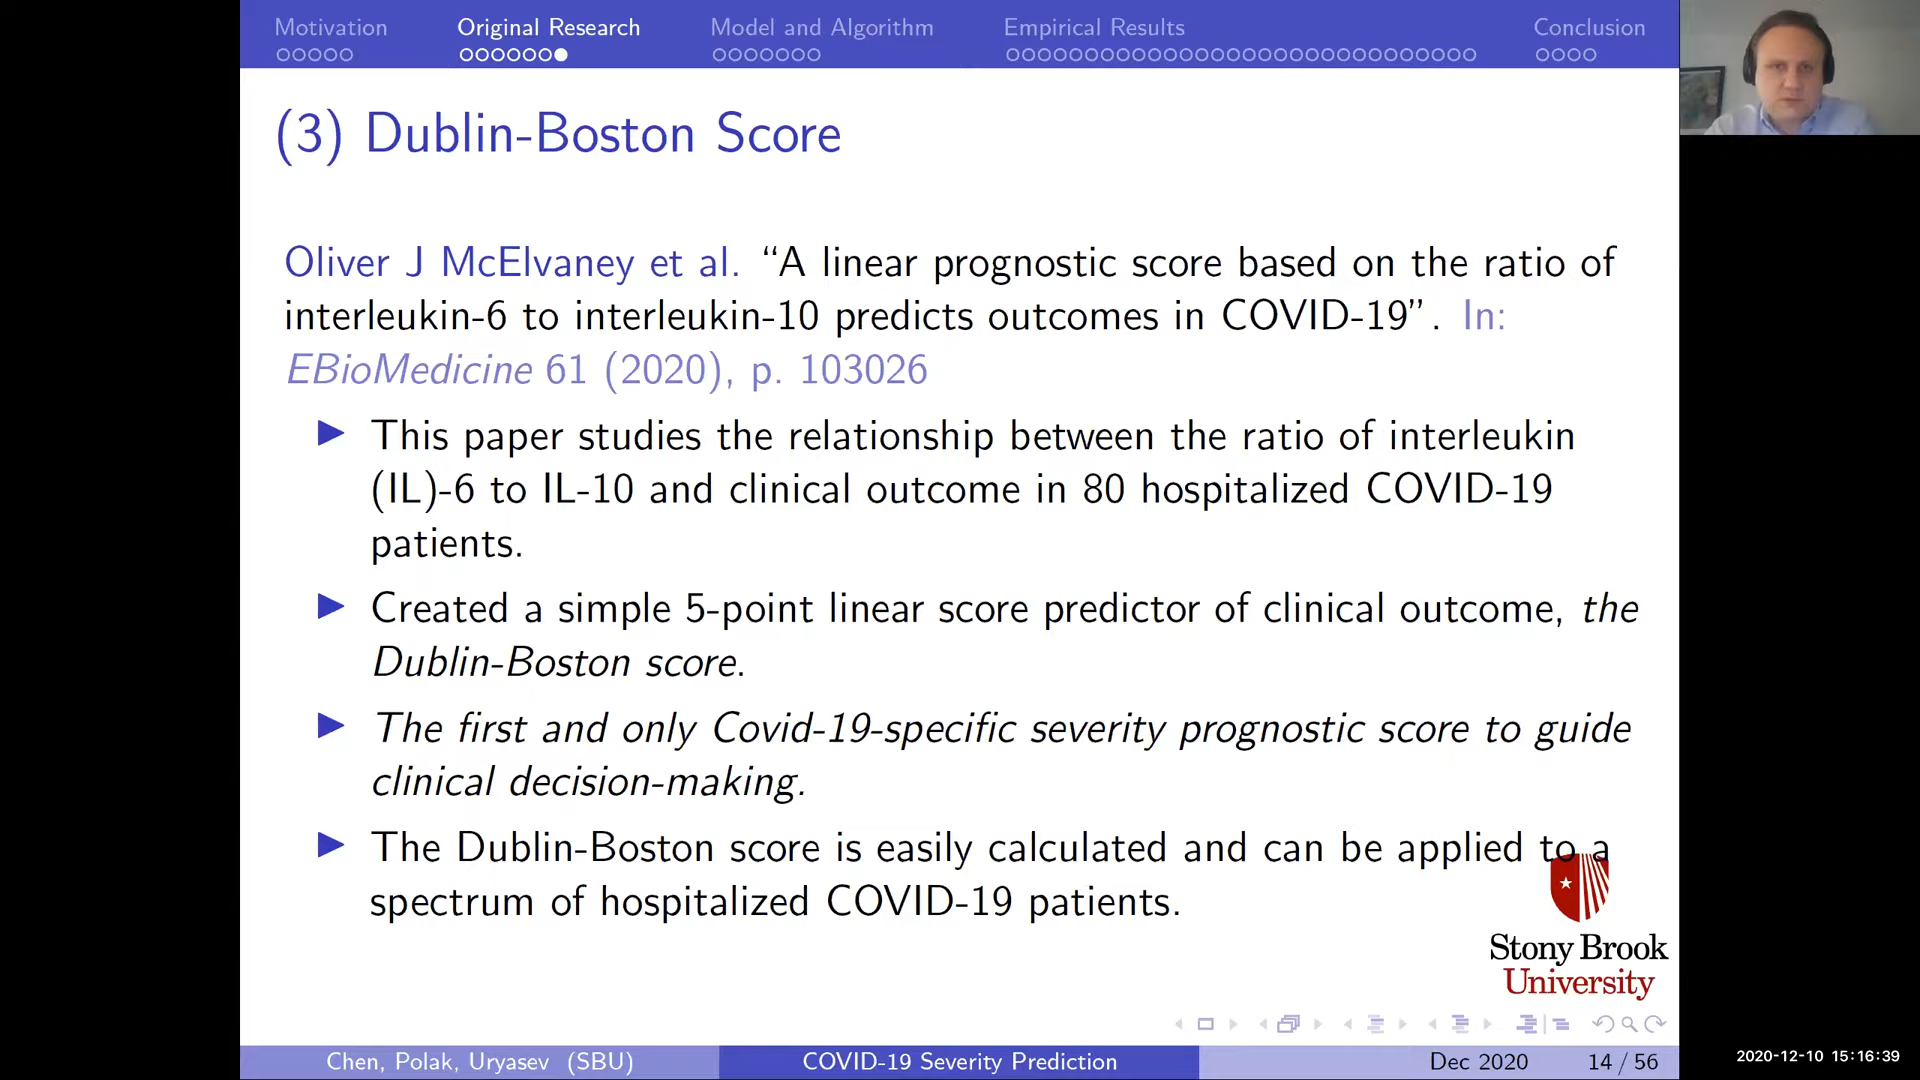 Motivation Original Research Model and Algorithm Empirical Results Conclusion
(3) Dublin-Boston Score
Oliver J McElvaney et al. “A linear prognostic score based on the ratio of
interleukin-6 to interleukin-10 predicts outcomes in COVID-19”. In:
EBioMedicine 61 (2020), p. 103026
This paper studies the relationship between the ratio of interleukin
(IL)-6 to IL-10 and clinical outcome in 80 hospitalized COVID-19
patients.
Created a simple 5-point linear score predictor of clinical outcome, the
Dublin-Boston score.
The first and only Covid-19-specific severity prognostic score to guide
clinical decision-making.
The Dublin-Boston score is easily calculated and can be applied to a
spectrum of hospitalized COVID-19 patients.
Stony Brook
University
Chen, Polak, Uryasev (SBU) COVID-19 Severity Prediction Dec 2020 14 / 56
2020-12-10 15:16:39